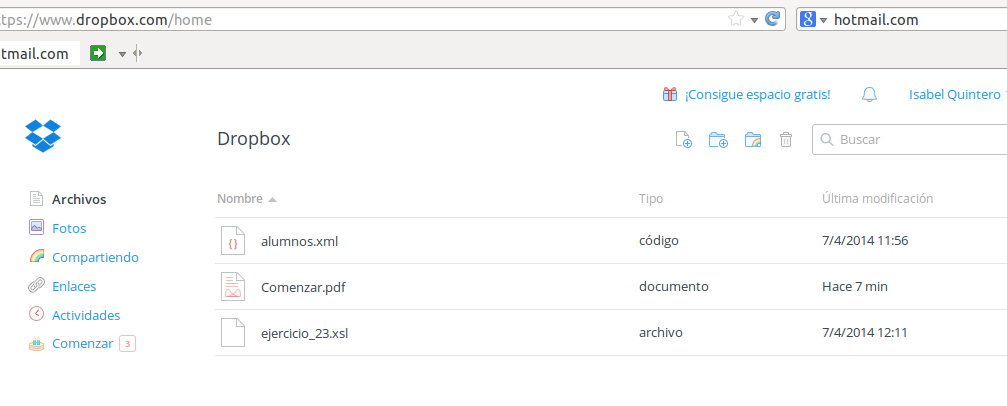 ttps://www.dropbox.com/home
hotmail.com
otmail.com
¡Consigue espacio gratis!
Isabel Quintero
Dropbox
Buscar
Archivos
Fotos
Compartiendo
Enlaces
Actividades
Comenzar 3
Nombre Tipo Última modificación
alumnos.xml código 7/4/2014 11:56
Comenzar.pdf documento Hace 7 min
ejercicio_23.xsl archivo 7/4/2014 12:11